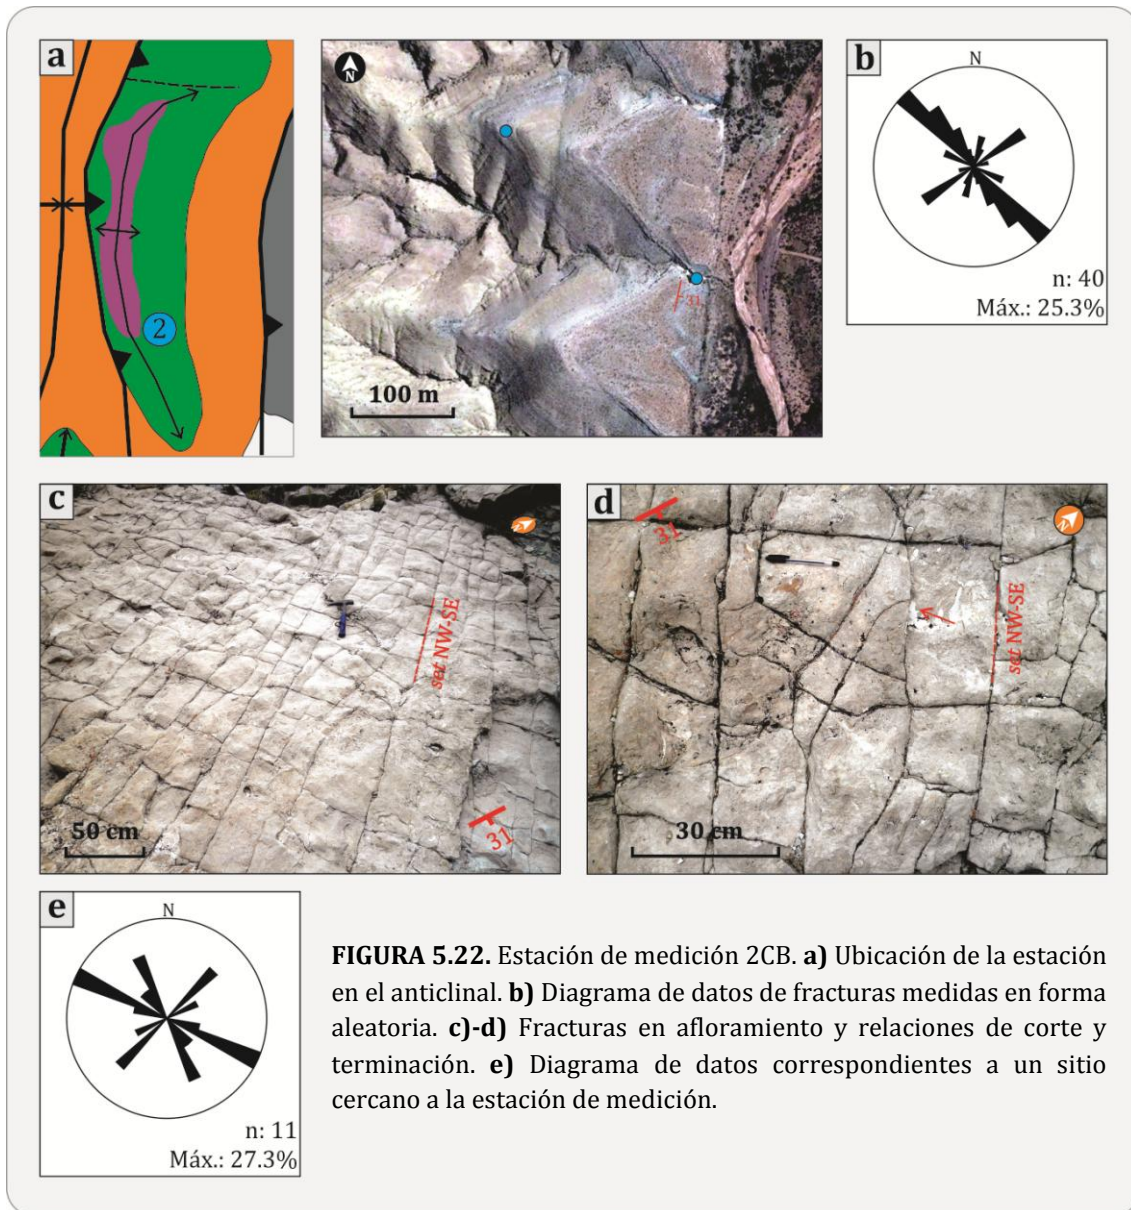 a
2
N
31
100 m
b
N
n: 40
Máx.: 25.3%
c
N
set NW-SE
50 cm
31
d
31
N
set NW-SE
30 cm
e
N
n: 11
Máx.: 27.3%
FIGURA 5.22. Estación de medición 2CB. a) Ubicación de la estación
en el anticlinal. b) Diagrama de datos de fracturas medidas en forma
aleatoria. c)-d) Fracturas en afloramiento y relaciones de corte y
terminación. e) Diagrama de datos correspondientes a un sitio
cercano a la estación de medición.